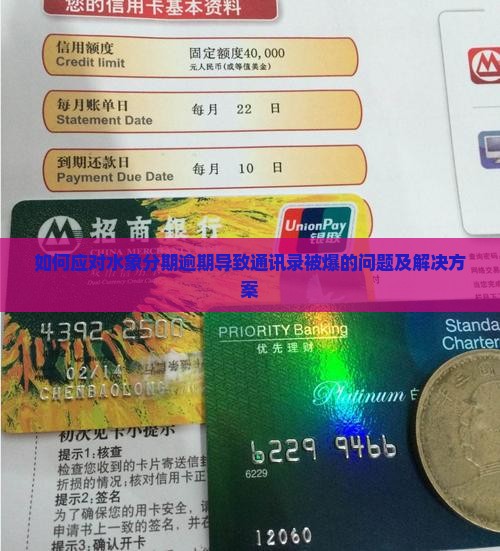 您的信用卡基本资料
信用额度
Credit limit
固定额度40,000
元人民币(或等值美金)
每月账单日
Statement Date
每月 22 日
到期还款日
Payment Due Date
每月 10 日
招商银行
CHINA MERCHANTS
UnionPay
银联
如何应对水象分期逾期导致通讯录被爆的问题及解决方
案
4392 2500
02/14
CHENBAOLONG
PRIORITY Banking
优先理财
Standa
Charter
Platinum 白
6229 9466
6229
12060
初次见卡小提示
提示1:核查
检查您收到的卡片寄送信封
折损的情况;核对信用卡正
提示2:签名
为了确保您的用卡安全,请
申请书上一致的签名,并在
提示3:确认开卡